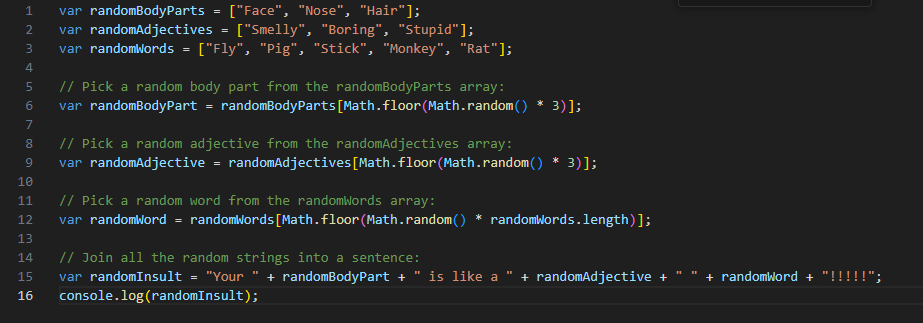 1 var randomBodyParts = ["Face", "Nose", "Hair"];
2 var randomAdjectives = ["Smelly", "Boring", "Stupid"];
3 var randomWords = ["Fly", "Pig", "Stick", "Monkey", "Rat"];
4
5 // Pick a random body part from the randomBodyParts array:
6 var randomBodyPart = randomBodyParts[Math.floor(Math.random() * 3)];
7
8 // Pick a random adjective from the randomAdjectives array:
9 var randomAdjective = randomAdjectives[Math.floor(Math.random() * 3)];
10
11 // Pick a random word from the randomWords array:
12 var randomWord = randomWords[Math.floor(Math.random() * randomWords.length)];
13
14 // Join all the random strings into a sentence:
15 var randomInsult = "Your " + randomBodyPart + " is like a " + randomAdjective + " " + randomWord + "!!!!!";
16 console.log(randomInsult);